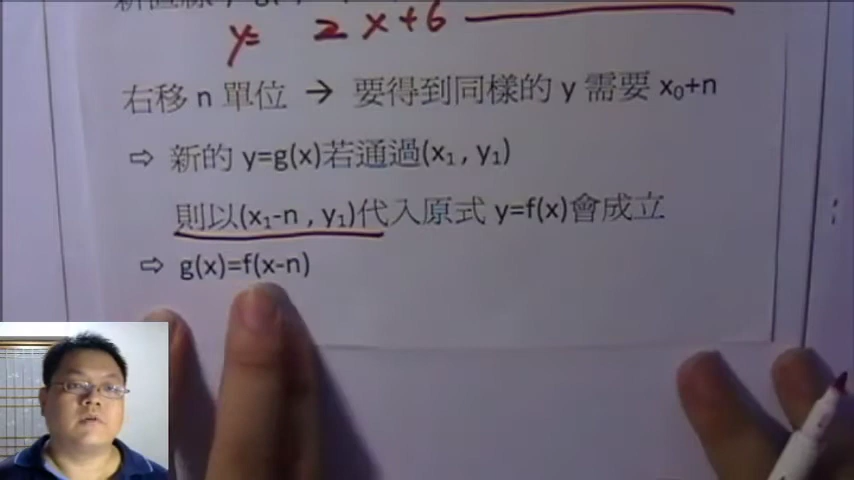 y= 2x+6
右移 n 單位 → 要得到同樣的 y 需要 x₀+n
⇨ 新的 y=g(x)若通過(x₁ , y₁)
則以(x₁-n , y₁)代入原式 y=f(x)會成立
⇨ g(x)=f(x-n)